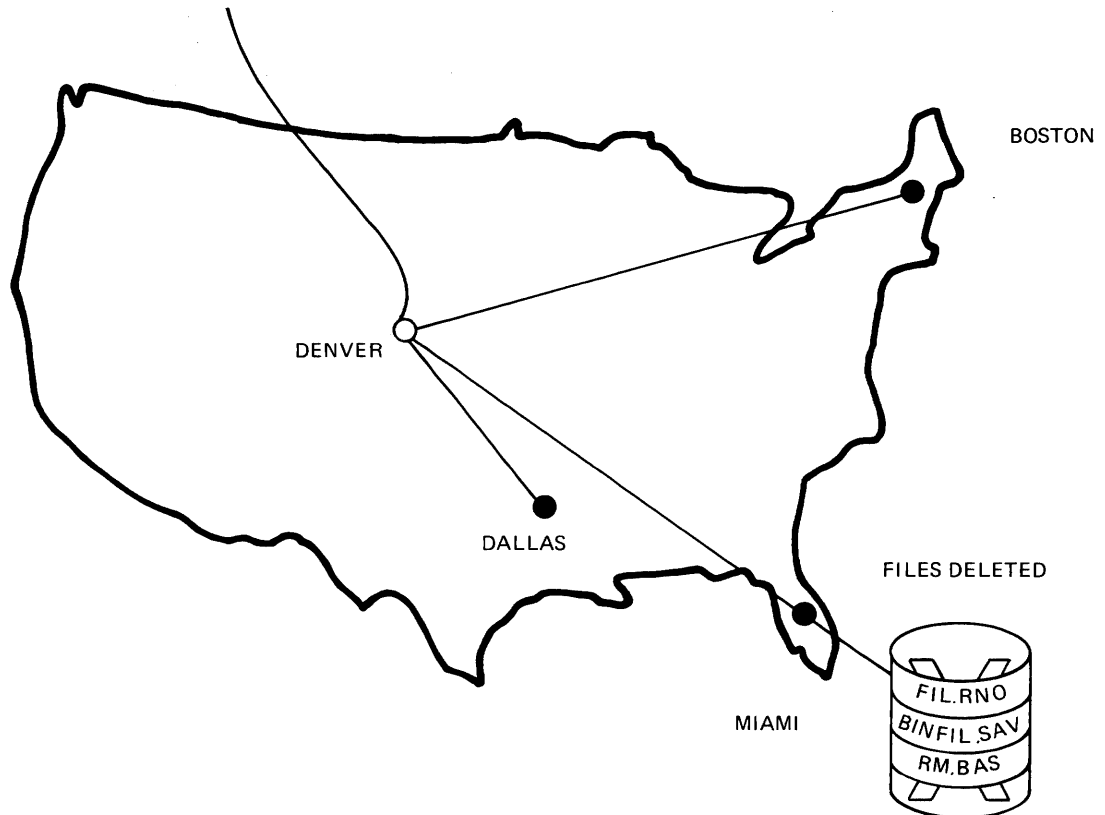 BOSTON
DENVER
DALLAS
FILES DELETED
FIL.RNO
BINFIL.SAV
RM.BAS
MIAMI